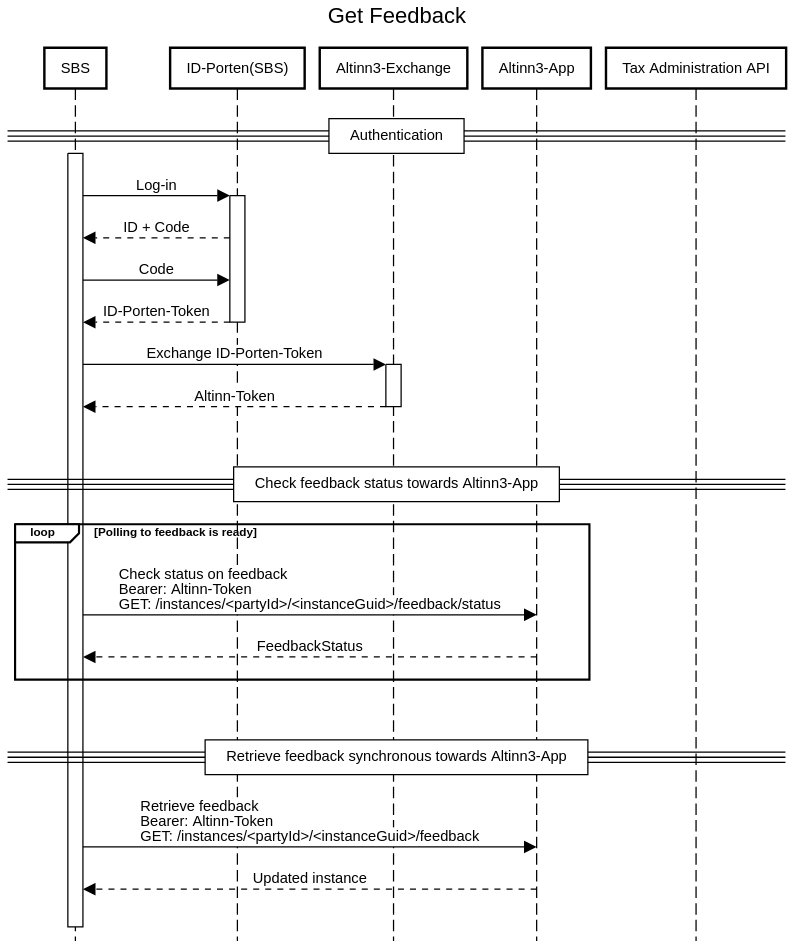 Get Feedback
SBS
ID-Porten(SBS)
Altinn3-Exchange
Altinn3-App
Tax Administration API
Authentication
Log-in
ID + Code
Code
ID-Porten-Token
Exchange ID-Porten-Token
Altinn-Token
Check feedback status towards Altinn3-App
loop
[Polling to feedback is ready]
Check status on feedback
Bearer: Altinn-Token
GET: /instances/<partyId>/<instanceGuid>/feedback/status
FeedbackStatus
Retrieve feedback synchronous towards Altinn3-App
Retrieve feedback
Bearer: Altinn-Token
GET: /instances/<partyId>/<instanceGuid>/feedback
Updated instance